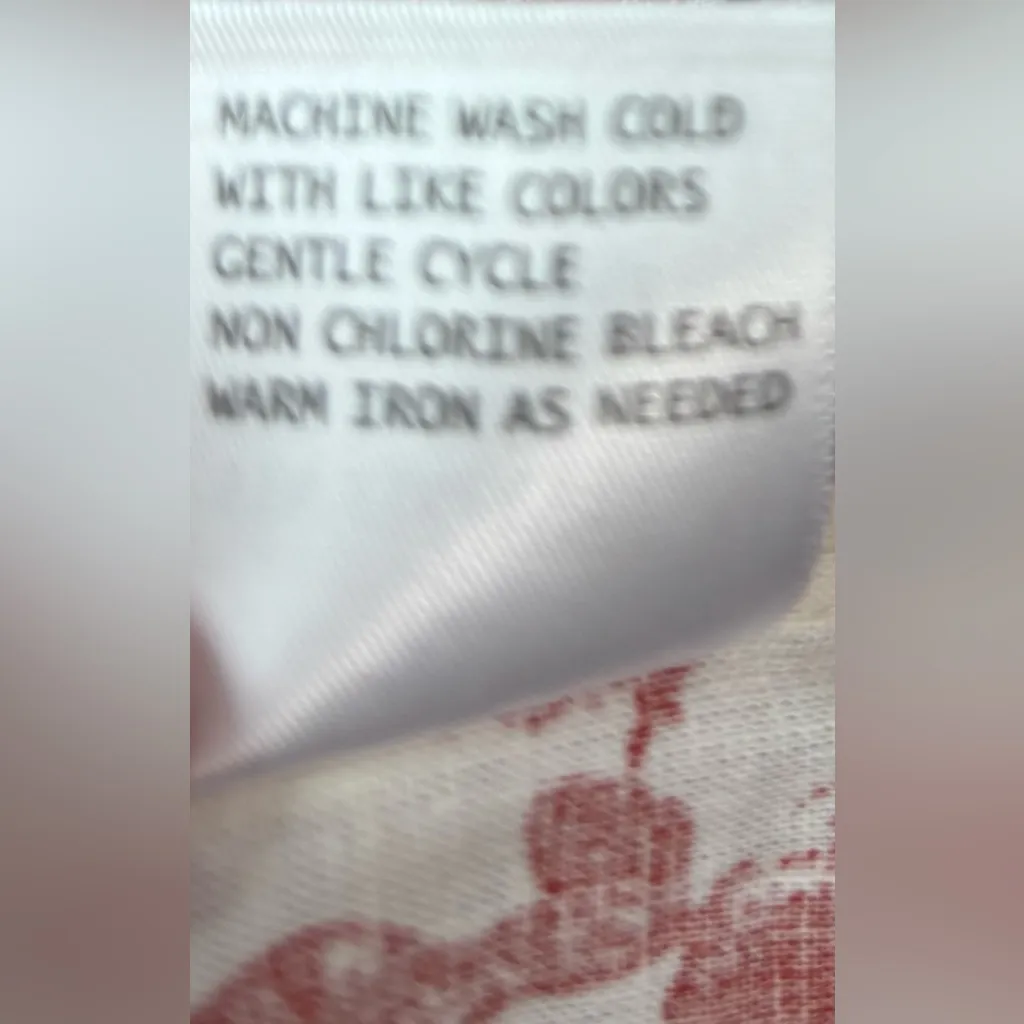 MACHINE WASH COLD
WITH LIKE COLORS
GENTLE CYCLE
NON CHLORINE BLEACH
WARM IRON AS NEEDED